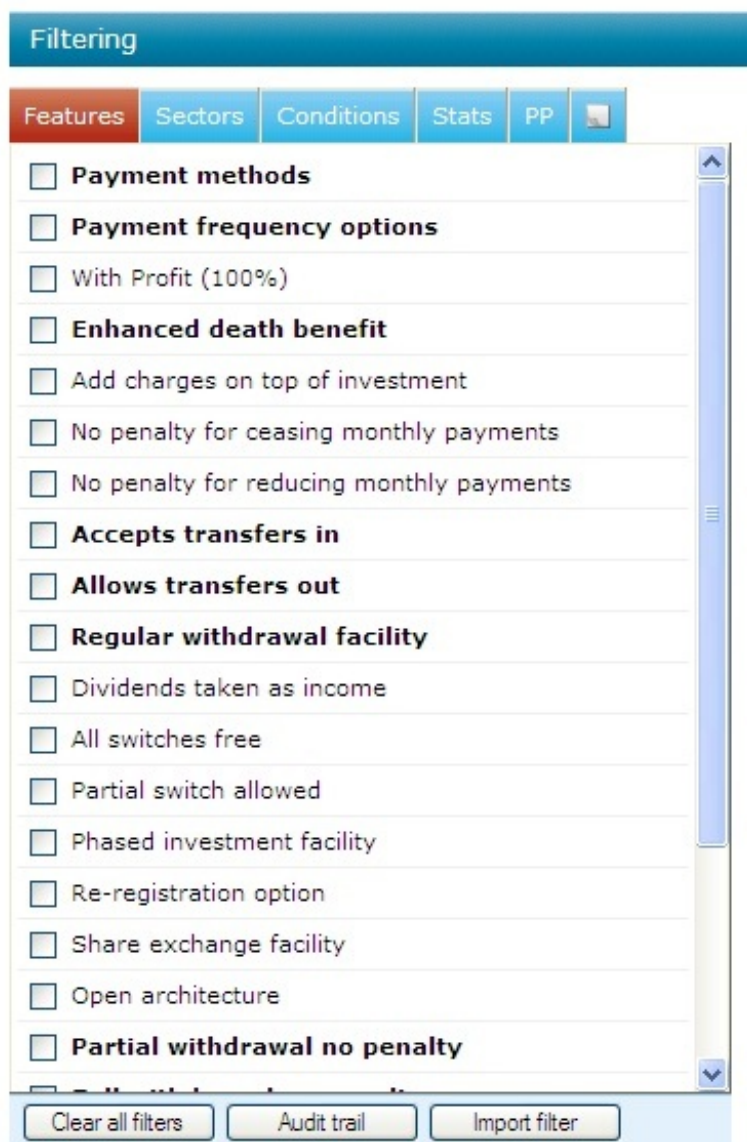 Filtering
Features Sectors Conditions Stats PP
Payment methods
Payment frequency options
With Profit (100%)
Enhanced death benefit
Add charges on top of investment
No penalty for ceasing monthly payments
No penalty for reducing monthly payments
Accepts transfers in
Allows transfers out
Regular withdrawal facility
Dividends taken as income
All switches free
Partial switch allowed
Phased investment facility
Re-registration option
Share exchange facility
Open architecture
Partial withdrawal no penalty
Clear all filters Audit trail Import filter